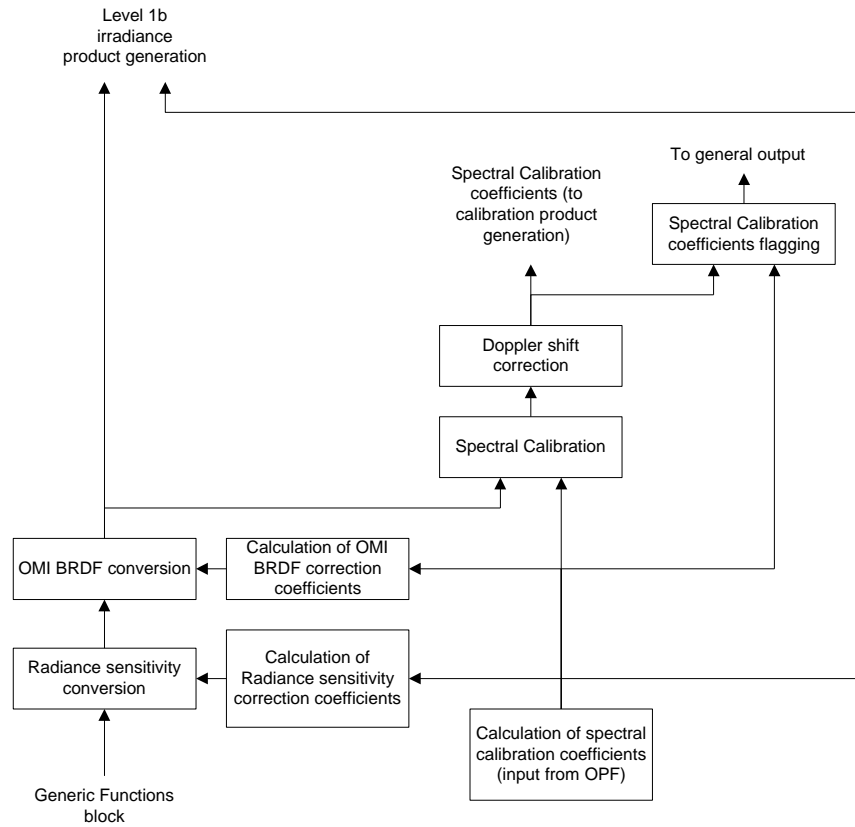 Level 1b
irradiance
product generation
To general output
Spectral Calibration
coefficients (to
calibration product
generation)
Spectral Calibration
coefficients flagging
Doppler shift
correction
Spectral Calibration
OMI BRDF conversion
Calculation of OMI
BRDF correction
coefficients
Radiance sensitivity
conversion
Calculation of
Radiance sensitivity
correction coefficients
Calculation of spectral
calibration coefficients
(input from OPF)
Generic Functions
block